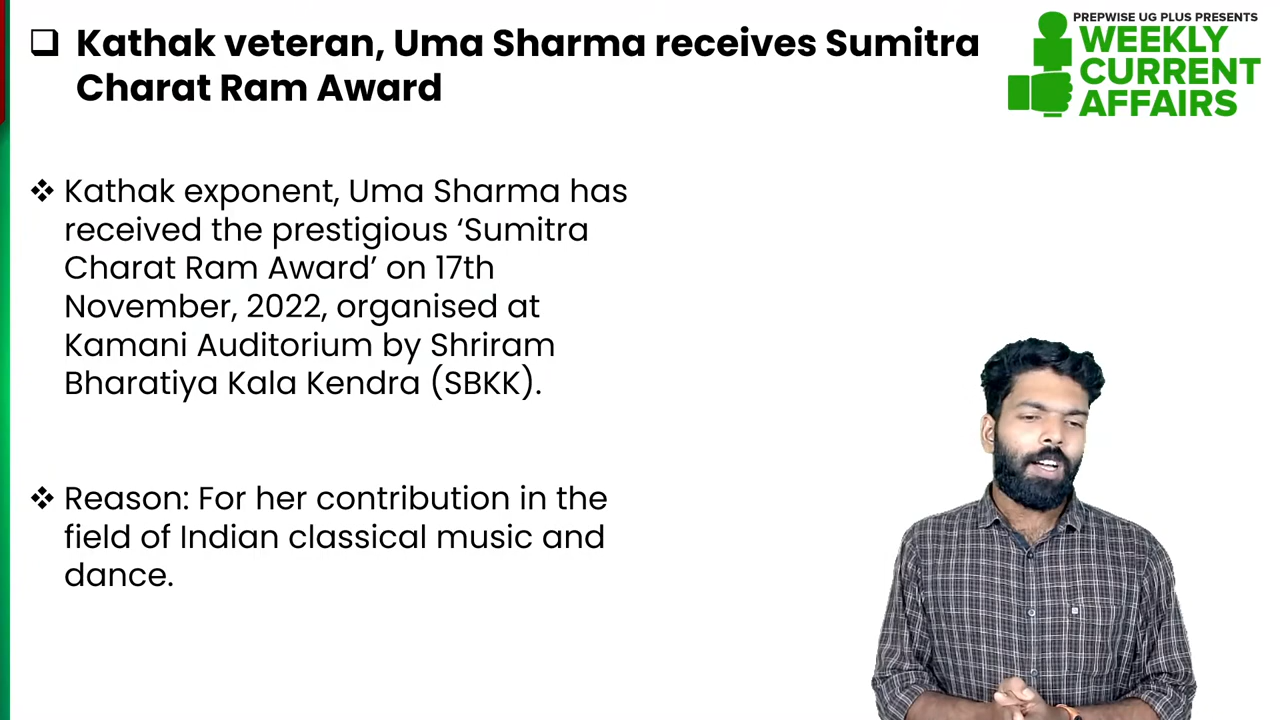 Kathak veteran, Uma Sharma receives Sumitra
Charat Ram Award
PREPWISE UG PLUS PRESENTS
WEEKLY
CURRENT
AFFAIRS
Kathak exponent, Uma Sharma has
received the prestigious ‘Sumitra
Charat Ram Award’ on 17th
November, 2022, organised at
Kamani Auditorium by Shriram
Bharatiya Kala Kendra (SBKK).
Reason: For her contribution in the
field of Indian classical music and
dance.